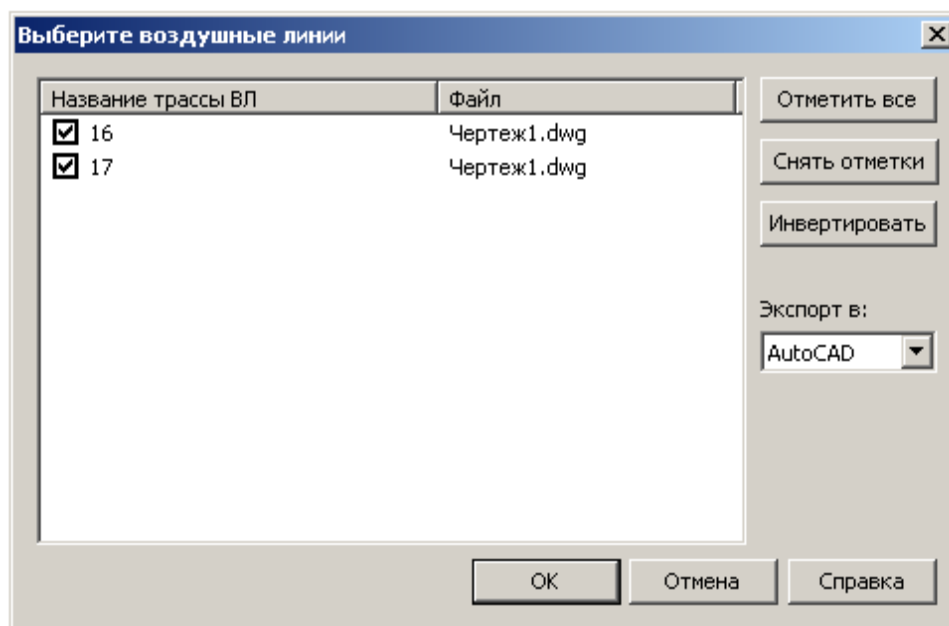 Выберите воздушные линии
Название трассы ВЛ Файл
16 Чертеж1.dwg
17 Чертеж1.dwg
Отметить все
Снять отметки
Инвертировать
Экспорт в:
AutoCAD
OK Отмена Справка